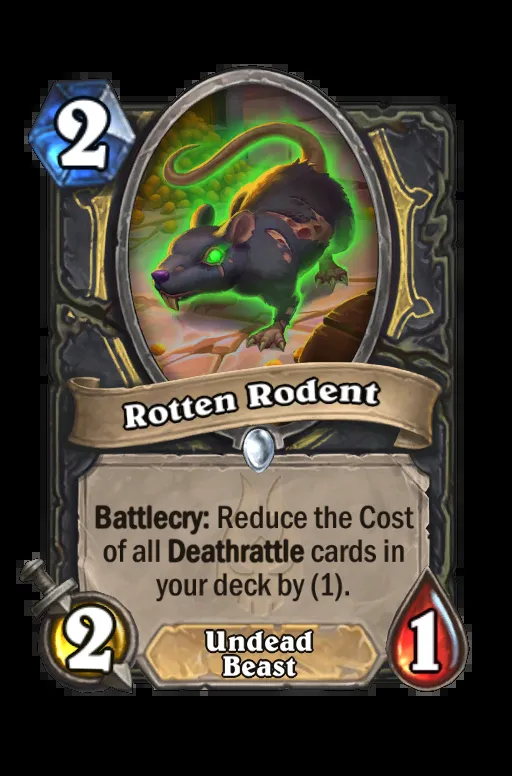 2
Rotten Rodent
Battlecry: Reduce the Cost
of all Deathrattle cards in
your deck by (1).
2
Undead
Beast
1